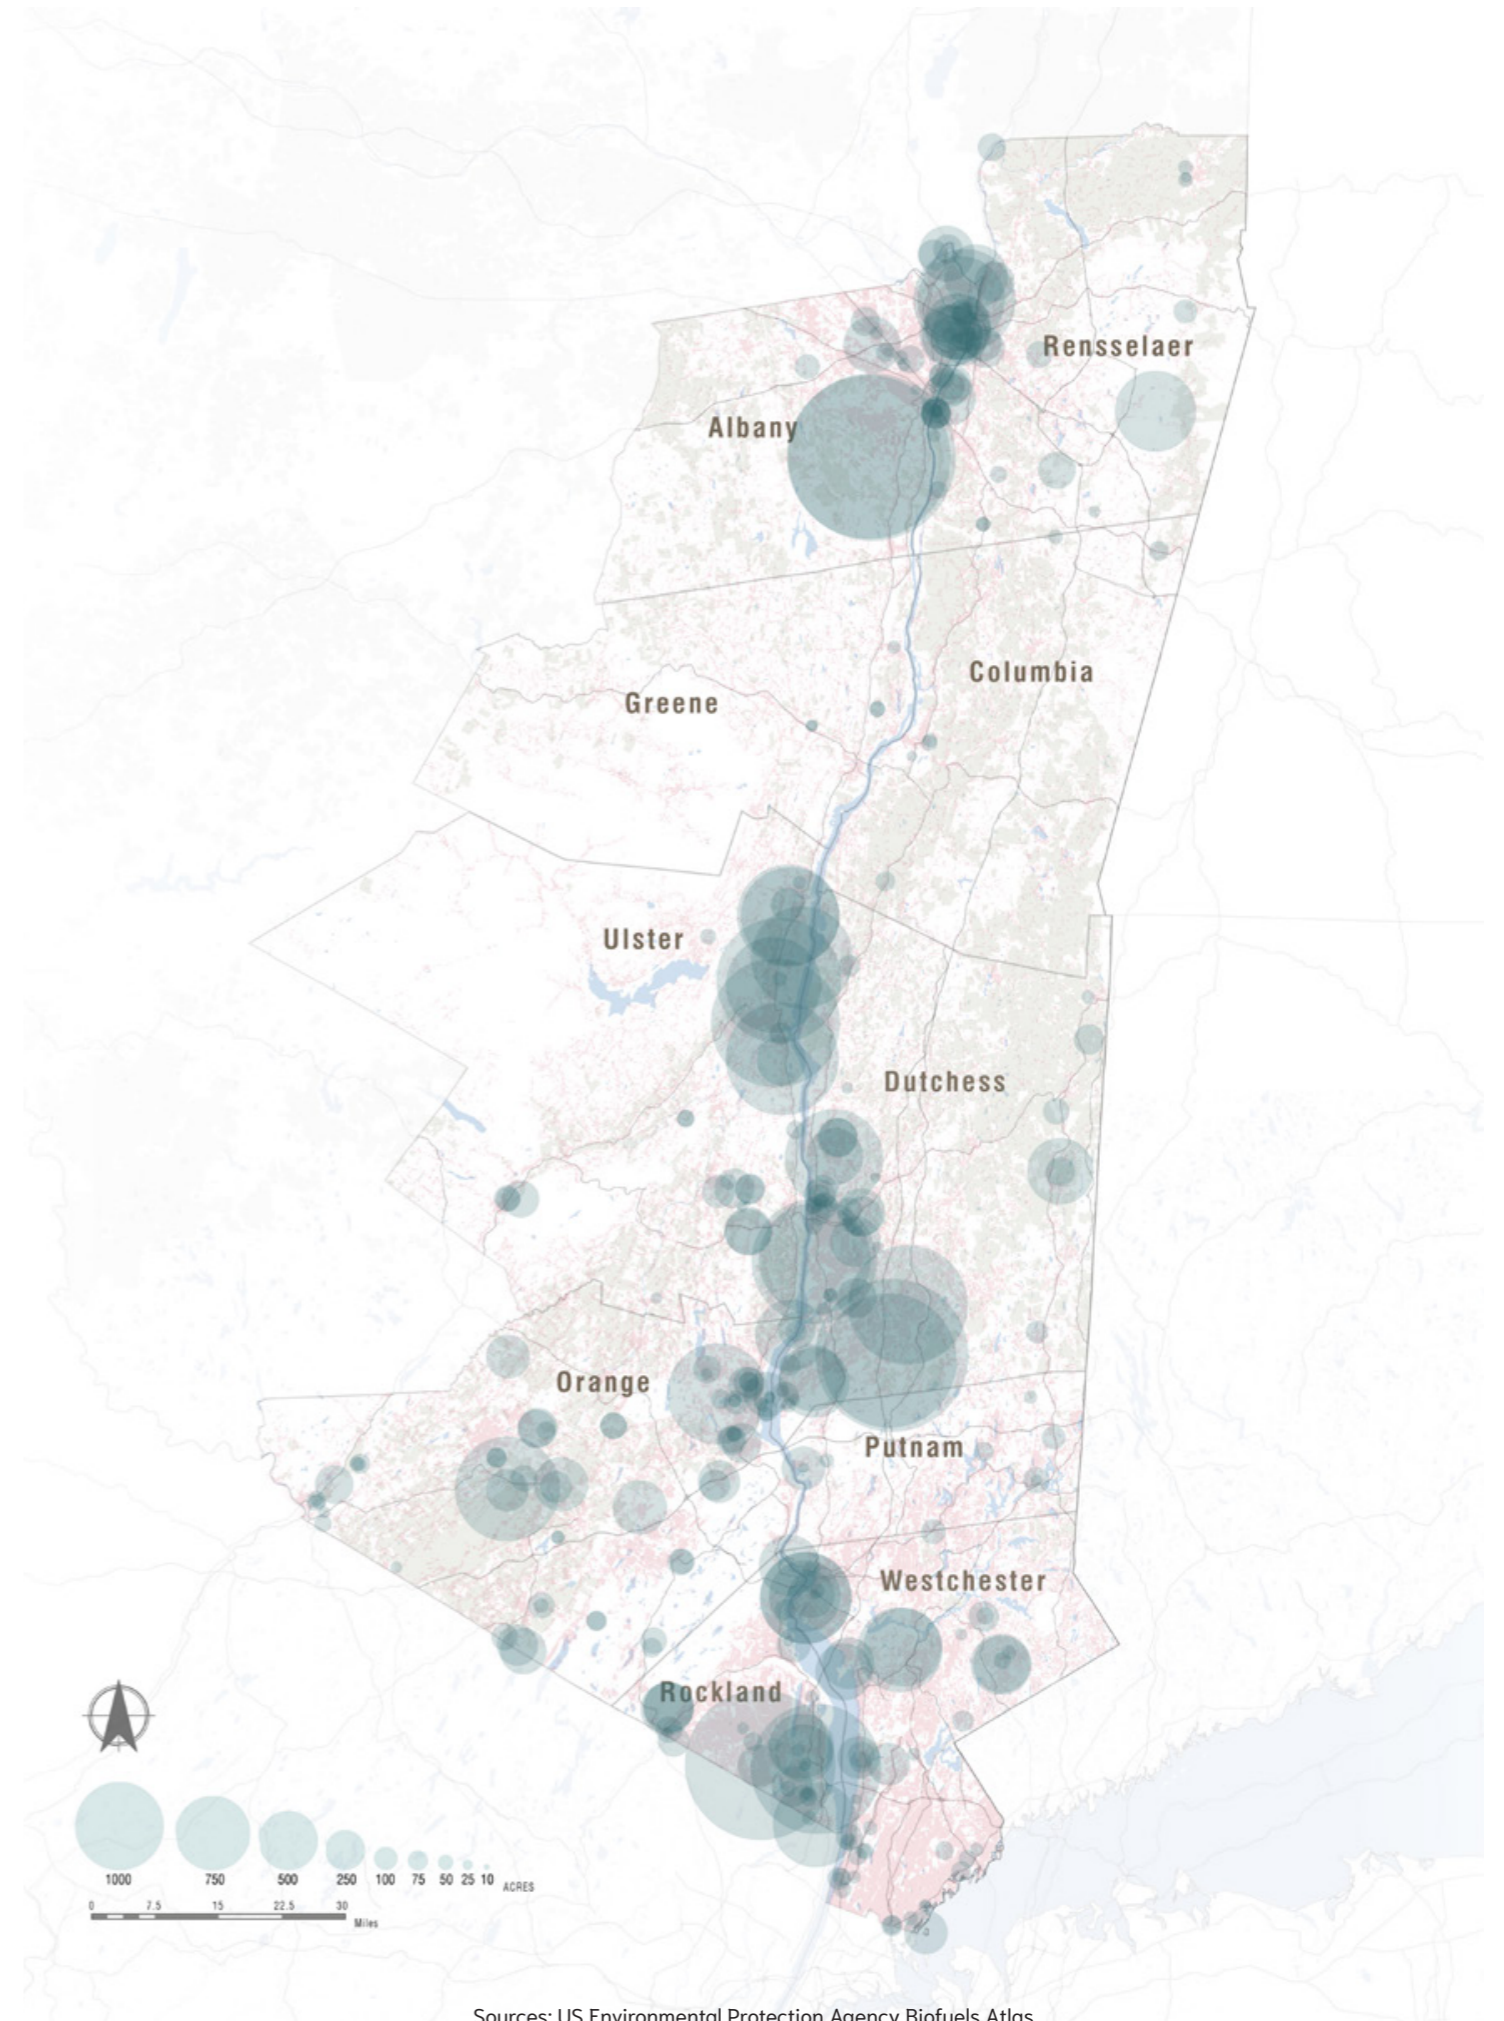 Rensselaer
Albany
Columbia
Greene
Ulster
Dutchess
Orange
Putnam
Westchester
Rockland
1000 750 500 250 100 75 50 25 10 ACRES
0 7.5 15 22.5 30
Miles
Sources: US Environmental Protection Agency Biofuels Atlas